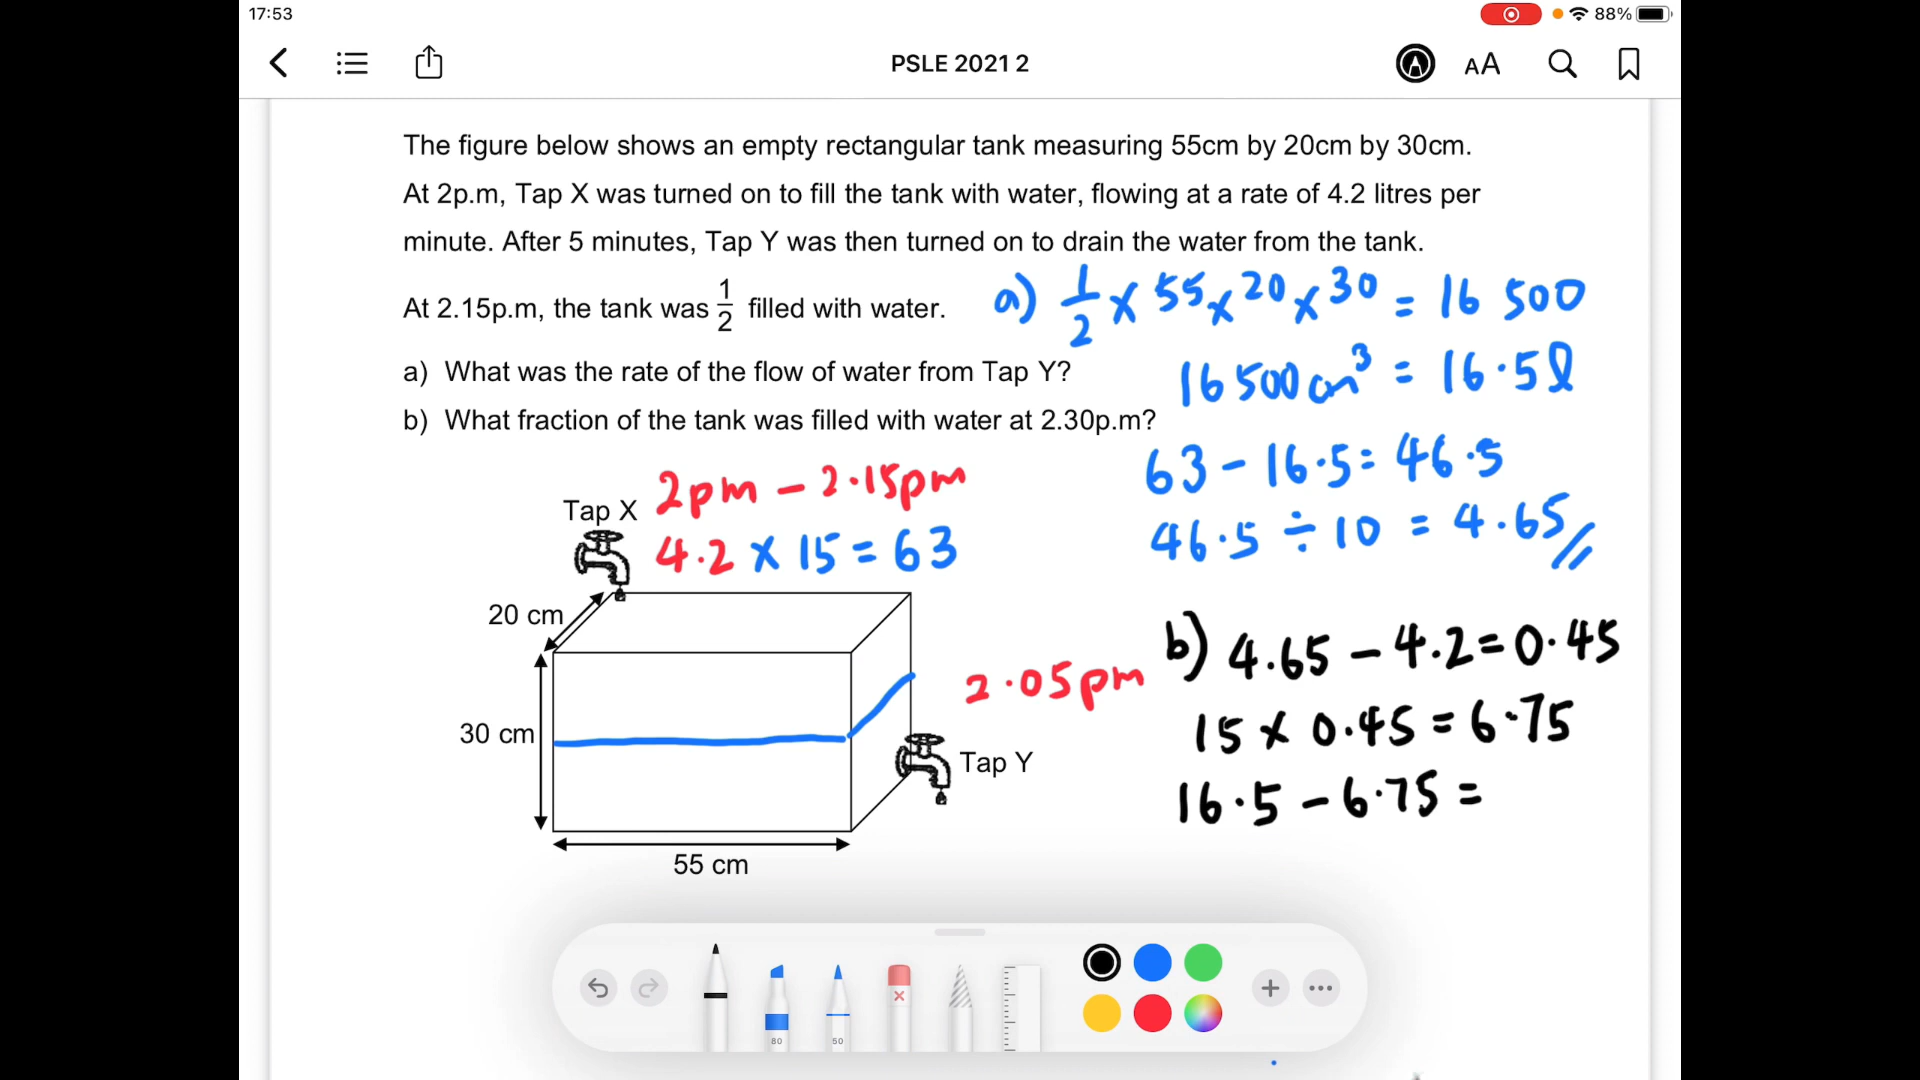 17:53
88%
PSLE 2021 2
AA
The figure below shows an empty rectangular tank measuring 55cm by 20cm by 30cm.
At 2p.m, Tap X was turned on to fill the tank with water, flowing at a rate of 4.2 litres per
minute. After 5 minutes, Tap Y was then turned on to drain the water from the tank.
At 2.15p.m, the tank was 1/2 filled with water.
a) 1/2 x 55 x 20 x 30 = 16 500
16 500 cm³ = 16.5 l
a) What was the rate of the flow of water from Tap Y?
b) What fraction of the tank was filled with water at 2.30p.m?
63 - 16.5 = 46.5
46.5 ÷ 10 = 4.65
2pm - 2.15pm
Tap X
4.2 x 15 = 63
20 cm
30 cm
55 cm
2.05pm
Tap Y
b) 4.65 - 4.2 = 0.45
15 x 0.45 = 6.75
16.5 - 6.75 =
80
50